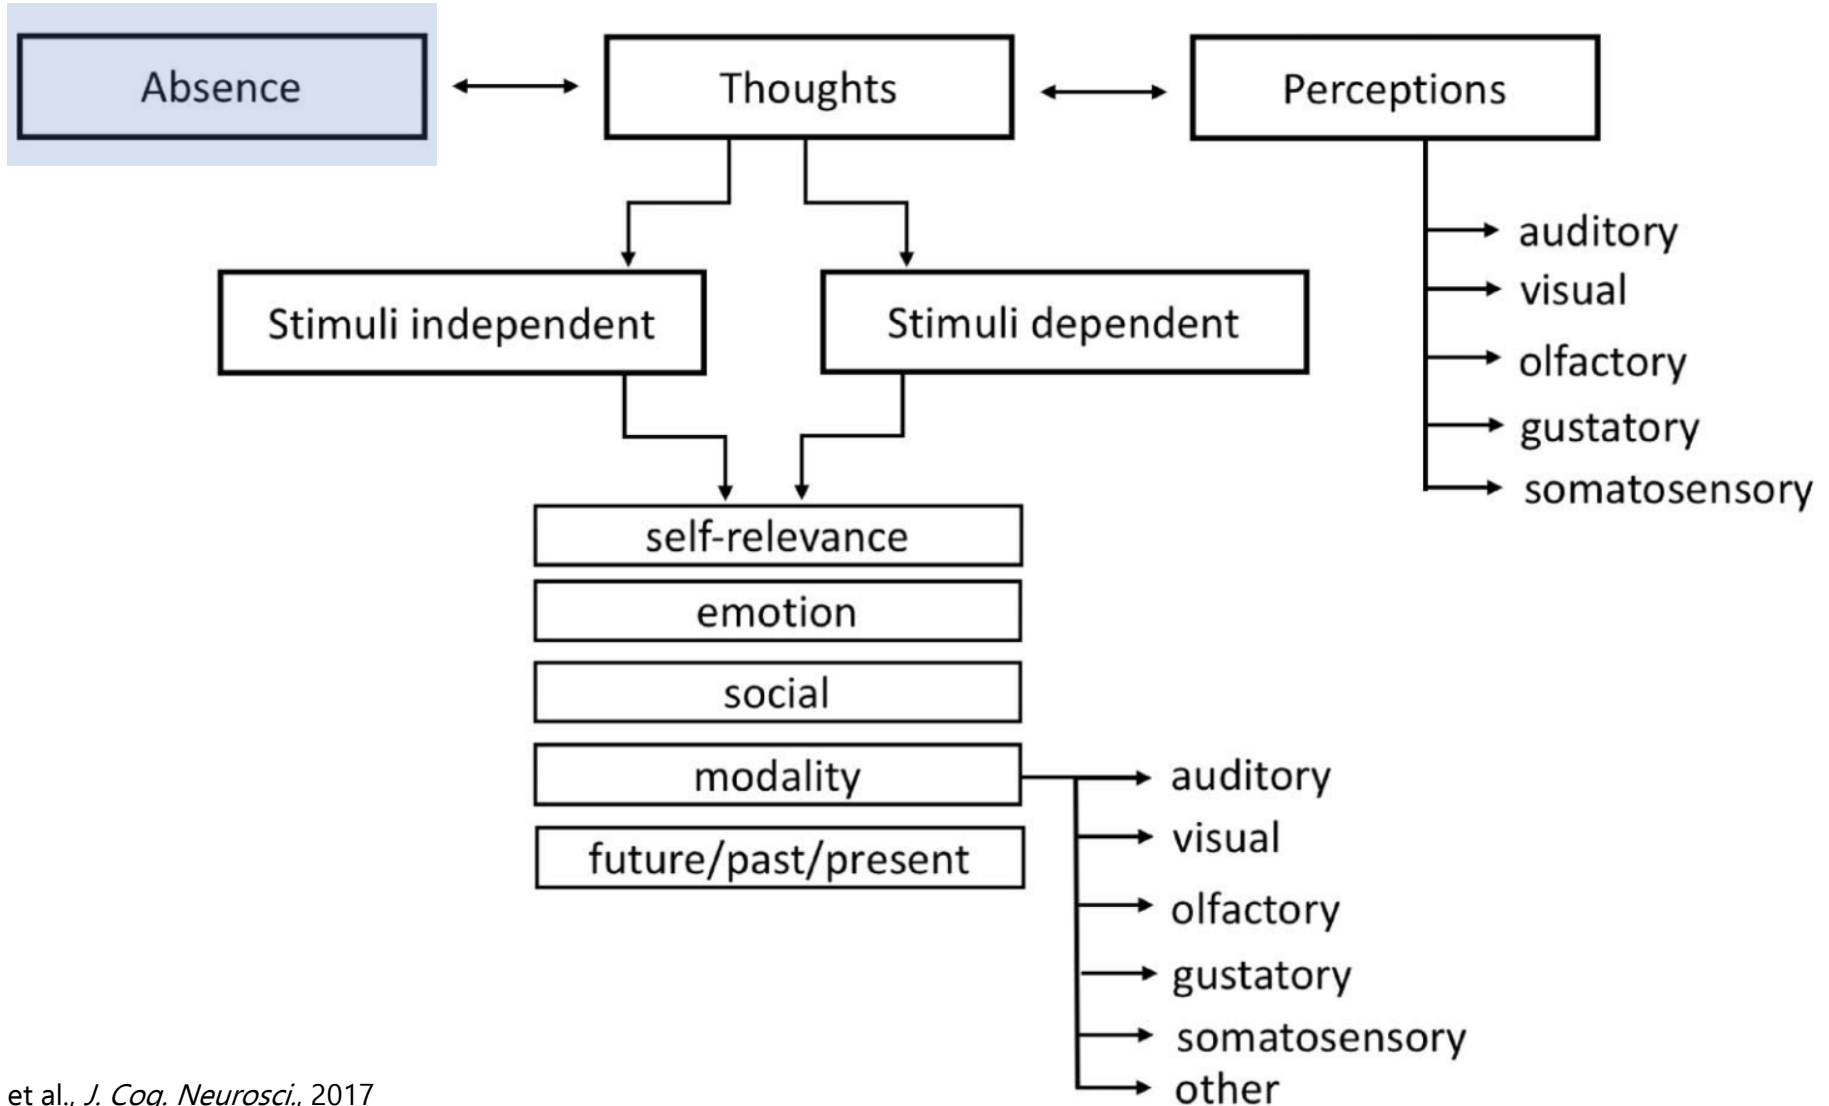 Absence
Thoughts
Perceptions
auditory
visual
olfactory
gustatory
somatosensory
Stimuli independent
Stimuli dependent
self-relevance
emotion
social
modality
future/past/present
auditory
visual
olfactory
gustatory
somatosensory
other
et al., J. Cog. Neurosci., 2017